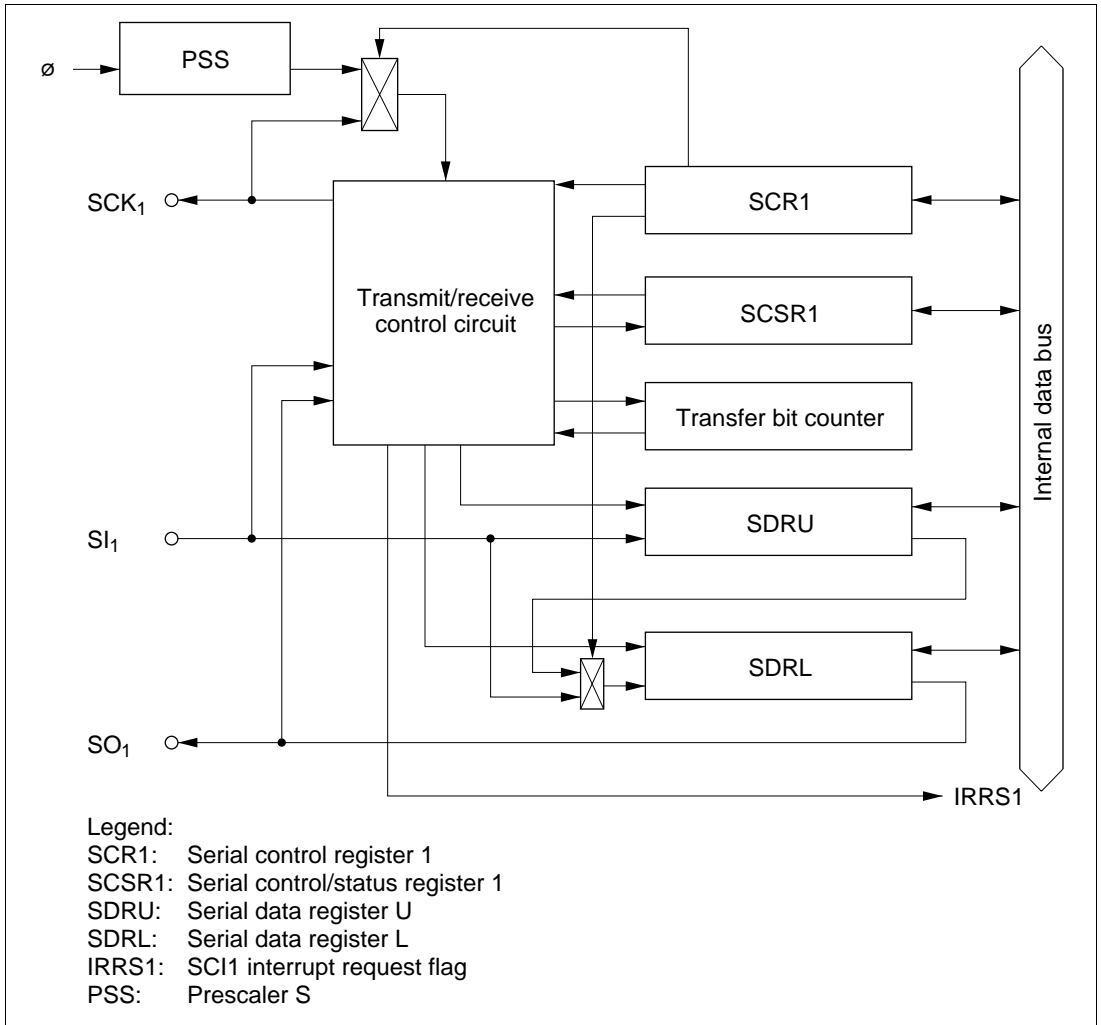 ø
PSS
SCK1
SCR1
Transmit/receive
control circuit
SCSR1
Transfer bit counter
Internal data bus
SI1
SDRU
SDRL
SO1
IRRS1
Legend:
SCR1: Serial control register 1
SCSR1: Serial control/status register 1
SDRU: Serial data register U
SDRL: Serial data register L
IRRS1: SCI1 interrupt request flag
PSS: Prescaler S